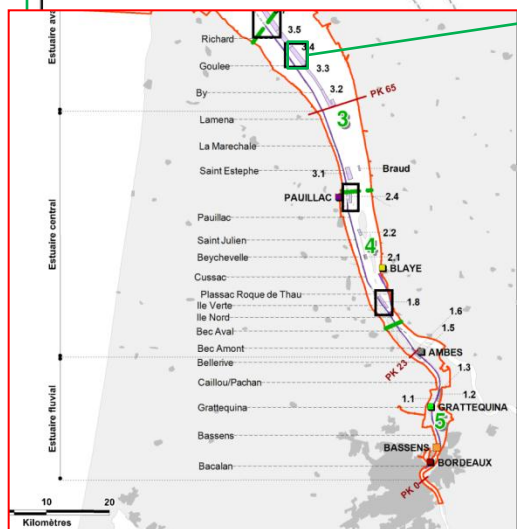 Estuaire ava
Estuaire central
Estuaire fluvial
Richard
Goulee
By
Lamena
La Marechale
Saint Estephe
Pauillac
Saint Julien
Beychevelle
Cussac
Plassac Roque de Thau
Ile Verte
Ile Nord
Bec Aval
Bec Amont
Bellerive
Caillou/Pachan
Grattequina
Bassens
Bacalan
3.5
3.4
3.3
3.2
PK 65
3
3.1
Braud
PAUILLAC
2.4
2.2
4
2.1
BLAYE
1.8
1.6
1.5
AMBES
PK 23
1.3
1.2
1.1
GRATTEQUINA
5
BASSENS
BORDEAUX
PK 0
10 20
Kilomètres